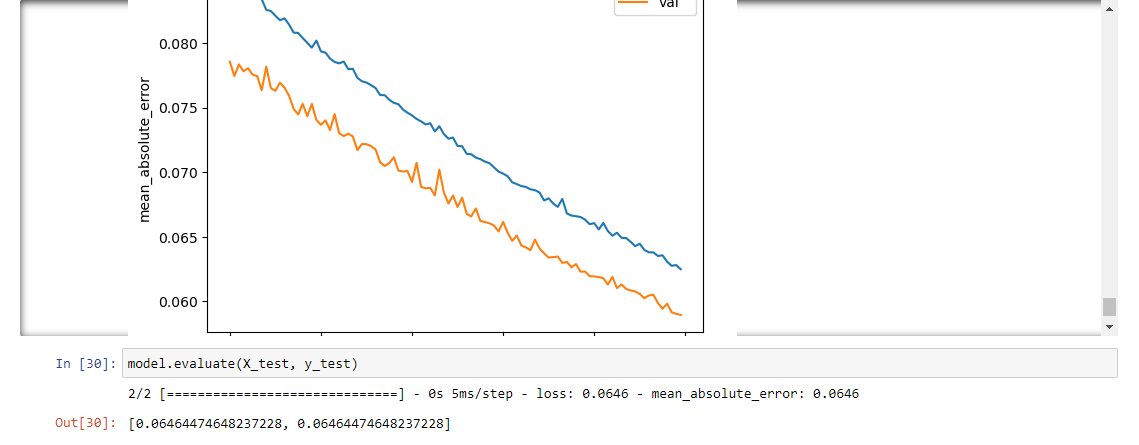 val
0.080
0.075
0.070
0.065
0.060
mean_absolute_error
In [30]: model.evaluate(X_test, y_test)
2/2 [==============================] - 0s 5ms/step - loss: 0.0646 - mean_absolute_error: 0.0646
Out[30]: [0.06464474648237228, 0.06464474648237228]